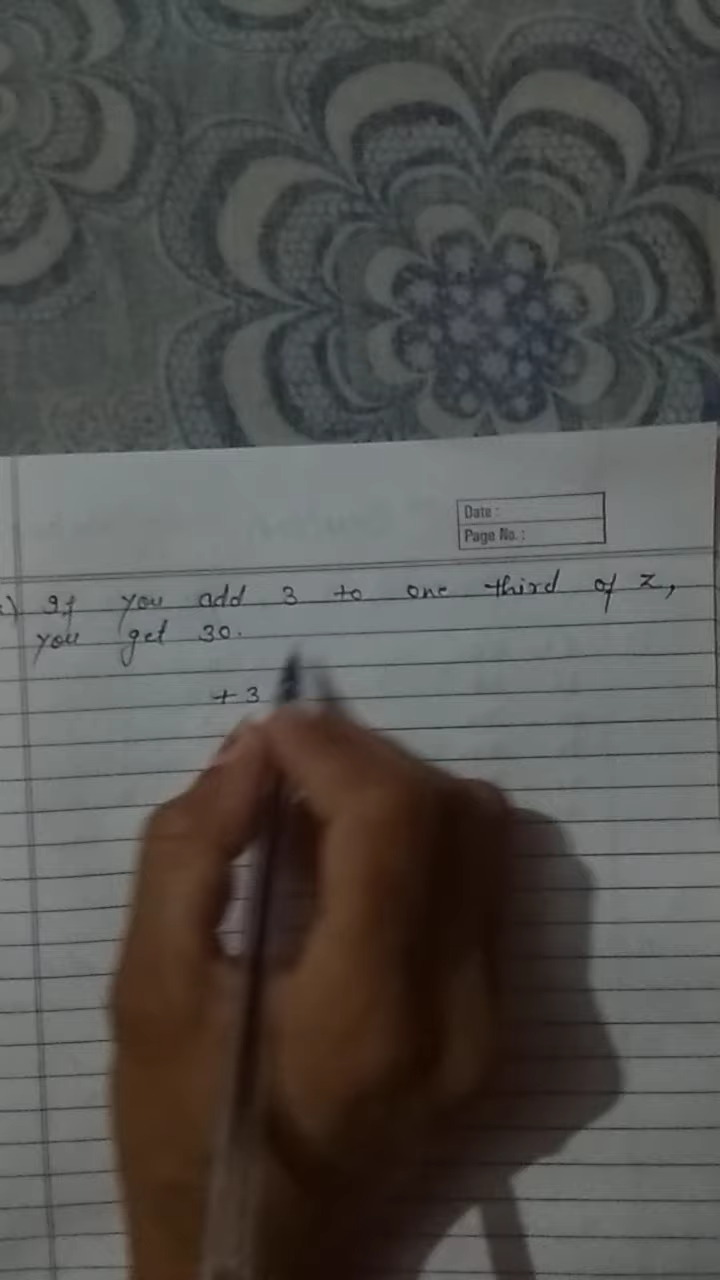 Date :
Page No. :
If you add 3 to one third of z,
you get 30.
+ 3